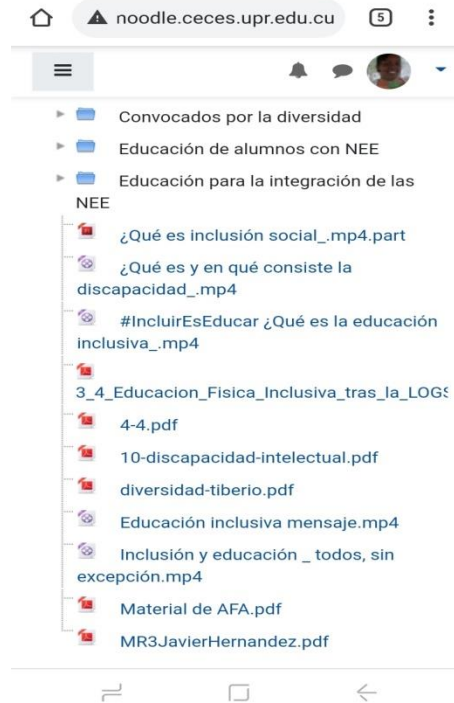 noodle.ceces.upr.edu.cu 5
Convocados por la diversidad
Educación de alumnos con NEE
Educación para la integración de las
NEE
¿Qué es inclusión social_.mp4.part
¿Qué es y en qué consiste la
discapacidad_.mp4
#IncluirEsEducar ¿Qué es la educación
inclusiva_.mp4
3_4_Educacion_Fisica_Inclusiva_tras_la_LOGS
4-4.pdf
10-discapacidad-intelectual.pdf
diversidad-tiberio.pdf
Educación inclusiva mensaje.mp4
Inclusión y educación _ todos, sin
excepción.mp4
Material de AFA.pdf
MR3JavierHernandez.pdf